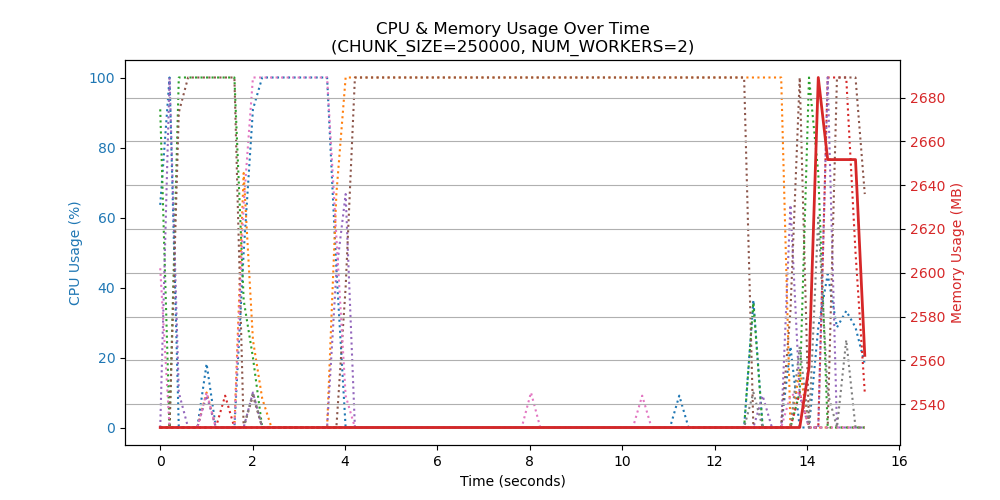 CPU & Memory Usage Over Time
(CHUNK_SIZE=250000, NUM_WORKERS=2)
CPU Usage (%)
100
80
60
40
20
0
2680
2660
2640
2620
2600
2580
2560
2540
Memory Usage (MB)
0 2 4 6 8 10 12 14 16
Time (seconds)